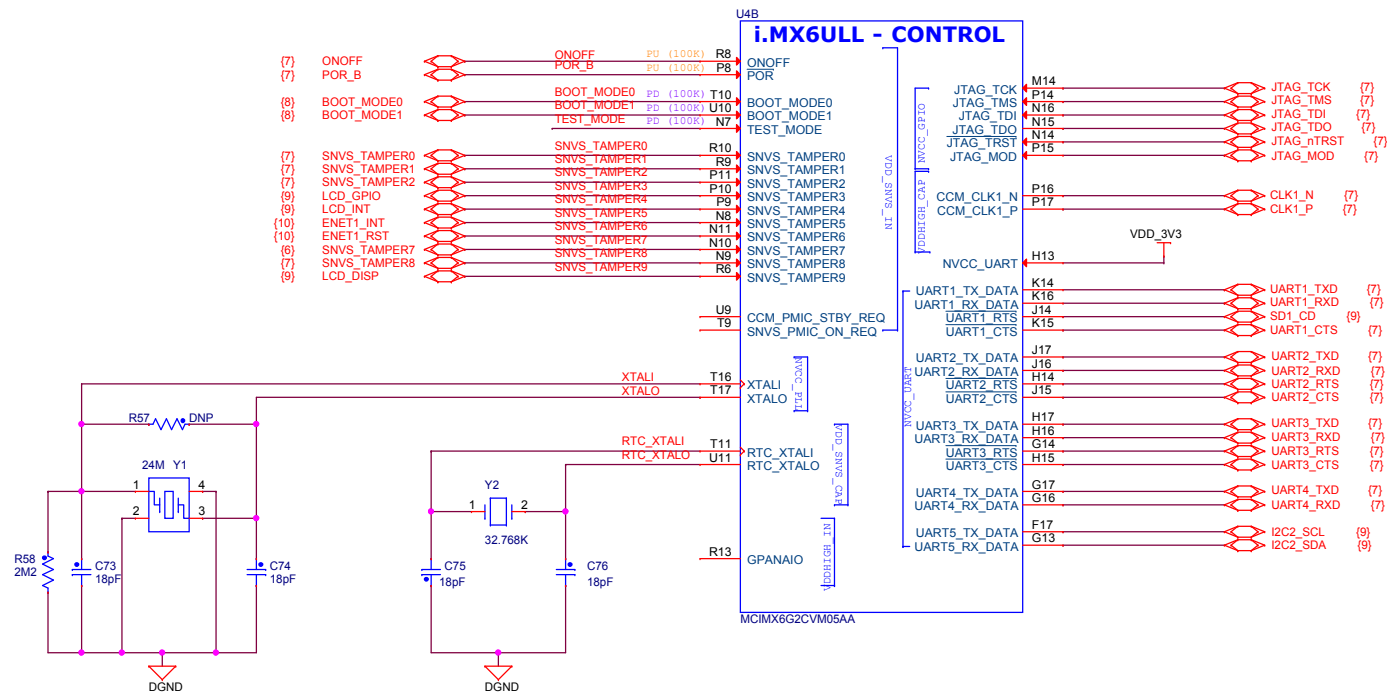 U4B
i.MX6ULL - CONTROL
{7} ONOFF ONOFF PU (100K) R8 ONOFF
{7} POR_B POR_B PU (100K) P8 POR
{8} BOOT_MODE0 BOOT_MODE0 PD (100K) T10 BOOT_MODE0
{8} BOOT_MODE1 BOOT_MODE1 PD (100K) U10 BOOT_MODE1
TEST_MODE PD (100K) N7 TEST_MODE
{7} SNVS_TAMPER0 SNVS_TAMPER0 R10 SNVS_TAMPER0
{7} SNVS_TAMPER1 SNVS_TAMPER1 R9 SNVS_TAMPER1
{7} SNVS_TAMPER2 SNVS_TAMPER2 P11 SNVS_TAMPER2
{9} LCD_GPIO SNVS_TAMPER3 P10 SNVS_TAMPER3
{9} LCD_INT SNVS_TAMPER4 P9 SNVS_TAMPER4
{10} ENET1_INT SNVS_TAMPER5 N8 SNVS_TAMPER5
{10} ENET1_RST SNVS_TAMPER6 N11 SNVS_TAMPER6
{6} SNVS_TAMPER7 SNVS_TAMPER7 N10 SNVS_TAMPER7
{7} SNVS_TAMPER8 SNVS_TAMPER8 N9 SNVS_TAMPER8
{9} LCD_DISP SNVS_TAMPER9 R6 SNVS_TAMPER9
U9 CCM_PMIC_STBY_REQ
T9 SNVS_PMIC_ON_REQ
VDD_SNVS_IN
XTALI T16 XTALI
XTALO T17 XTALO
NVCC_PLL
RTC_XTALI T11 RTC_XTALI
RTC_XTALO U11 RTC_XTALO
VDD_SNVS_CAP
R13 GPANAIO
VDDHIGH_IN
NVCC_GPIO
JTAG_TCK M14 JTAG_TCK {7}
JTAG_TMS P14 JTAG_TMS {7}
JTAG_TDI N16 JTAG_TDI {7}
JTAG_TDO N15 JTAG_TDO {7}
JTAG_TRST N14 JTAG_nTRST {7}
JTAG_MOD P15 JTAG_MOD {7}
VDDHIGH_CAP
CCM_CLK1_N P16 CLK1_N {7}
CCM_CLK1_P P17 CLK1_P {7}
VDD_3V3
NVCC_UART H13
NVCC_UART
UART1_TX_DATA K14 UART1_TXD {7}
UART1_RX_DATA K16 UART1_RXD {7}
UART1_RTS J14 SD1_CD {9}
UART1_CTS K15 UART1_CTS {7}
UART2_TX_DATA J17 UART2_TXD {7}
UART2_RX_DATA J16 UART2_RXD {7}
UART2_RTS H14 UART2_RTS {7}
UART2_CTS J15 UART2_CTS {7}
UART3_TX_DATA H17 UART3_TXD {7}
UART3_RX_DATA H16 UART3_RXD {7}
UART3_RTS G14 UART3_RTS {7}
UART3_CTS H15 UART3_CTS {7}
UART4_TX_DATA G17 UART4_TXD {7}
UART4_RX_DATA G16 UART4_RXD {7}
UART5_TX_DATA F17 I2C2_SCL {9}
UART5_RX_DATA G13 I2C2_SDA {9}
MCIMX6G2CVM05AA
R57 DNP
24M Y1
1 4
2 3
R58
2M2
C73
18pF
C74
18pF
DGND
Y2
1 2
32.768K
C75
18pF
C76
18pF
DGND